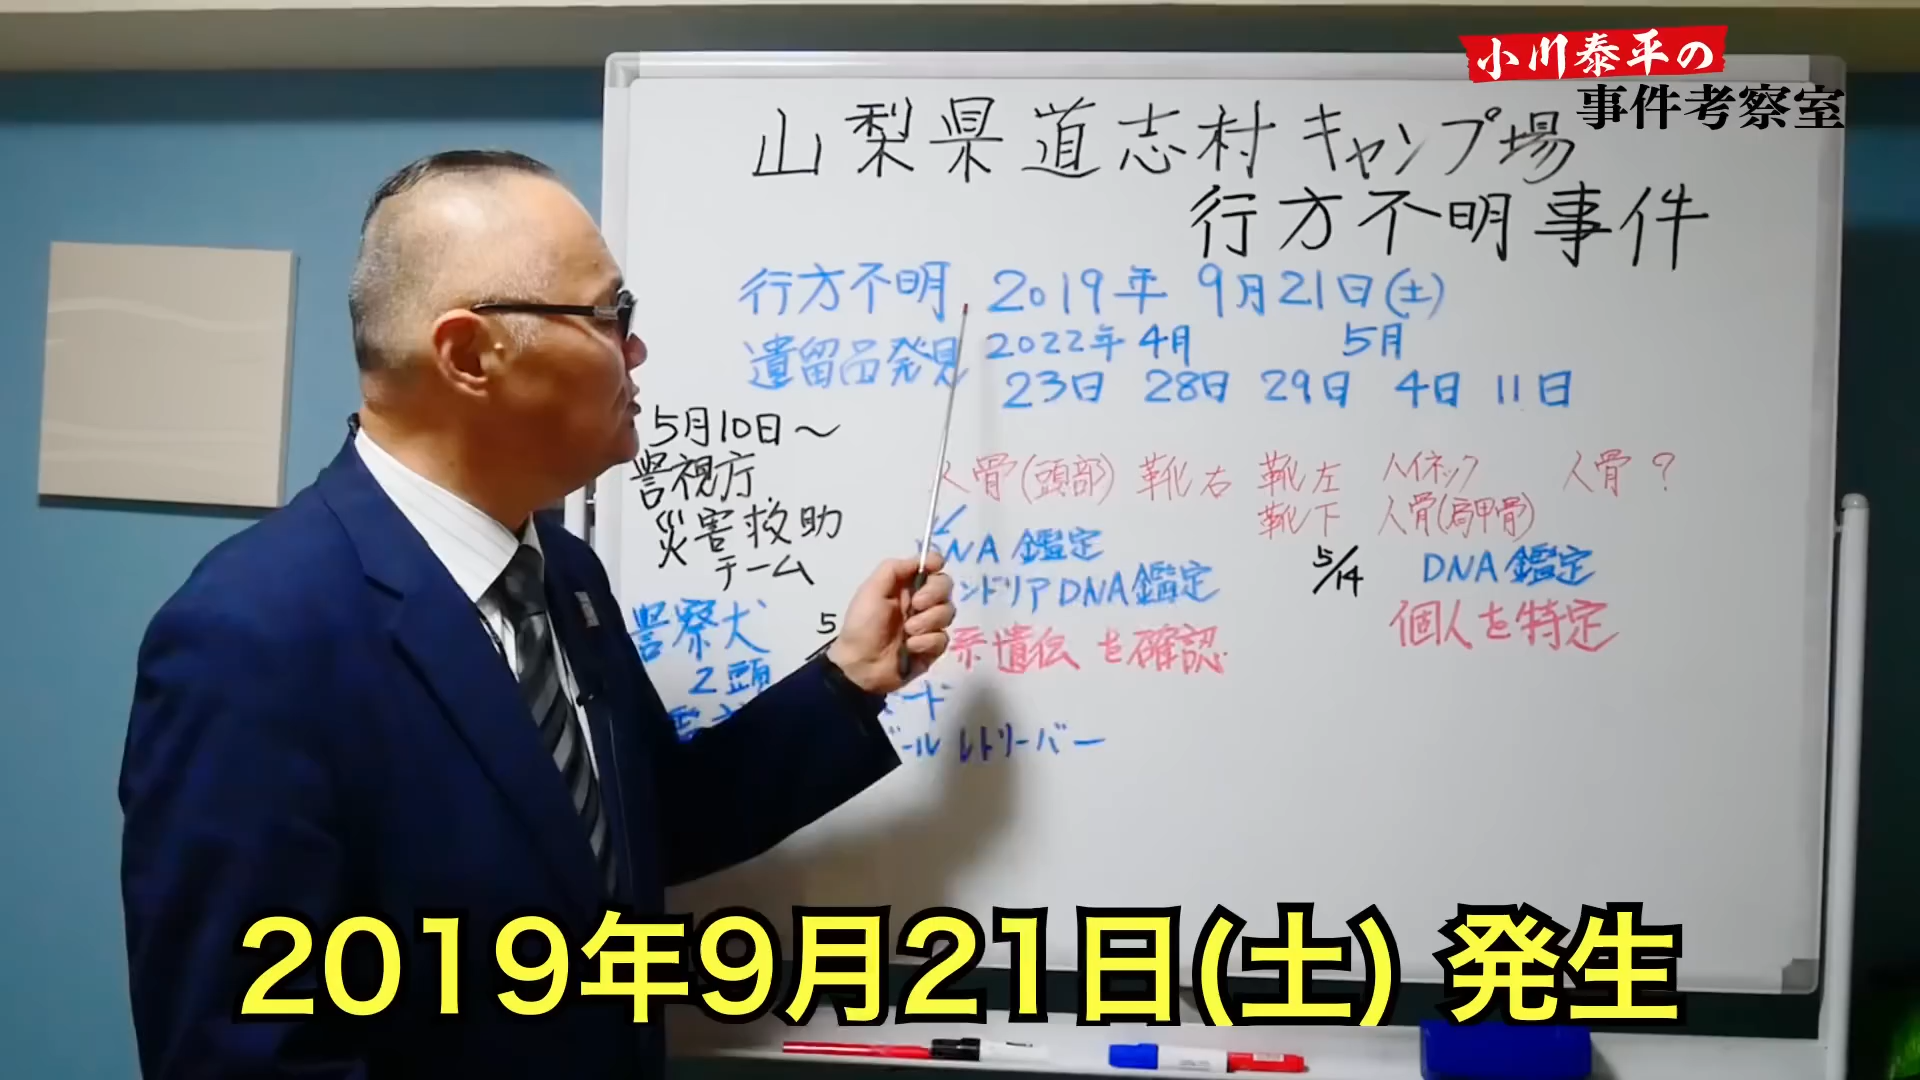 小川泰平の
事件考察室
山梨県道志村キャンプ場
行方不明事件
行方不明 2019年 9月21日(土)
遺留品発見 2022年 4月 5月
23日 28日 29日 4日 11日
5月10日～
警視庁
災害救助
チーム
人骨(頭部) 靴右 靴左 ハイネック 人骨?
靴下 人骨(肩甲骨)
DNA鑑定
ンドリアDNA鑑定
系遺伝を確認
5/14 DNA鑑定
個人を特定
警察犬
2頭
5
ード
ール レトリーバー
2019年9月21日(土) 発生